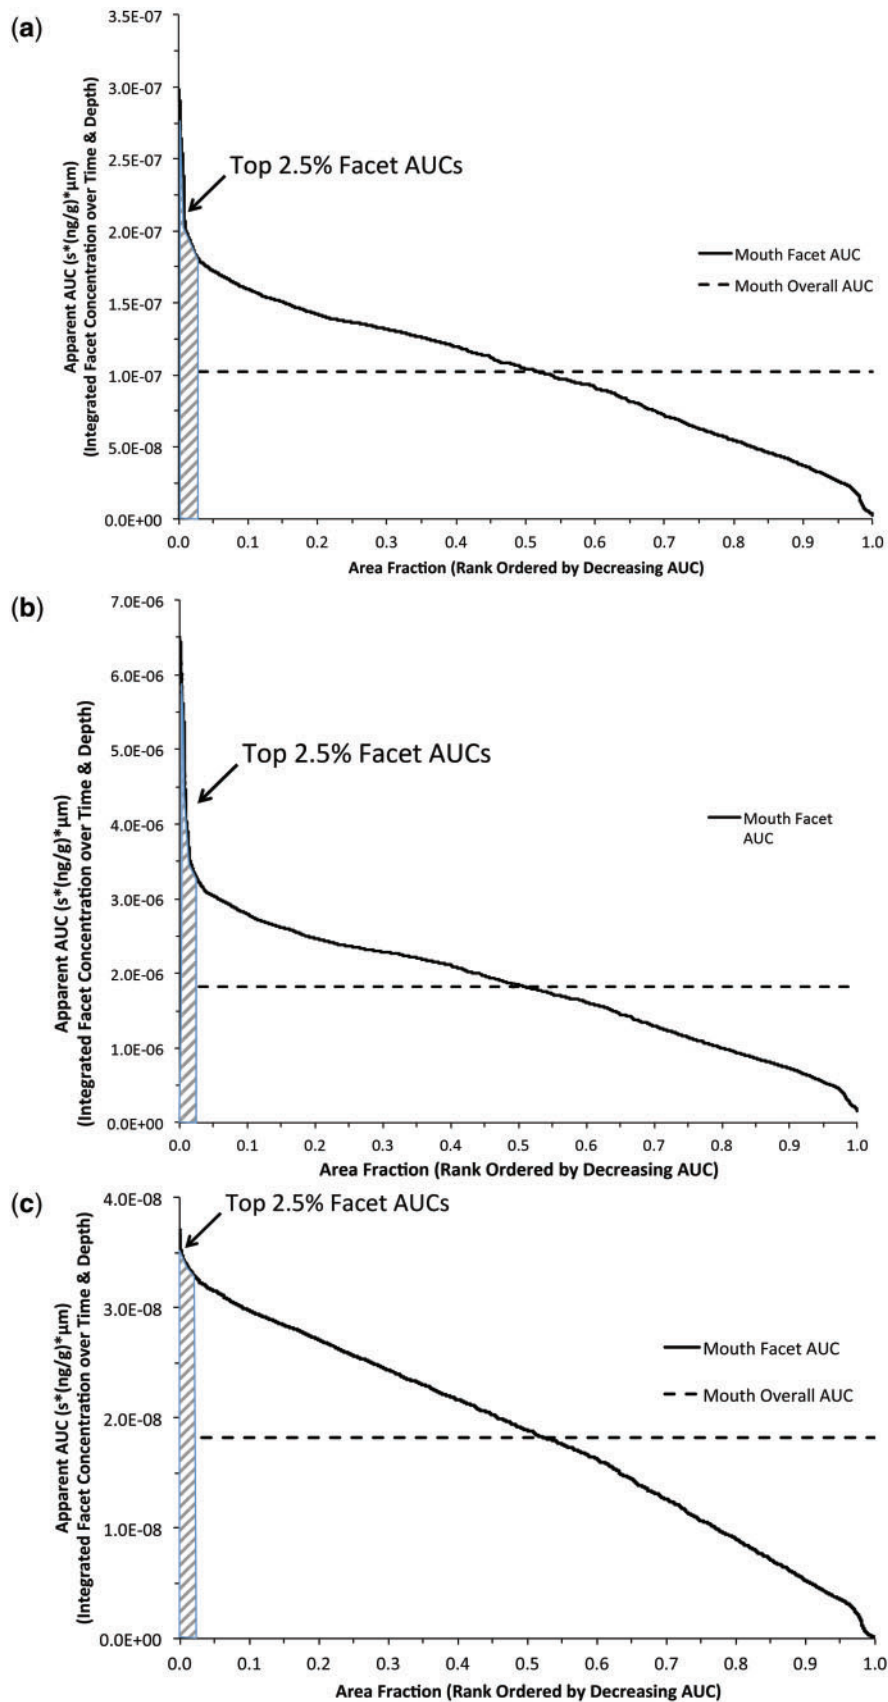 (a)
Apparent AUC (s*(ng/g)*µm)
(Integrated Facet Concentration over Time & Depth)
3.5E-07
3.0E-07
2.5E-07
2.0E-07
1.5E-07
1.0E-07
5.0E-08
0.0E+00
Top 2.5% Facet AUCs
Mouth Facet AUC
Mouth Overall AUC
0.0 0.1 0.2 0.3 0.4 0.5 0.6 0.7 0.8 0.9 1.0
Area Fraction (Rank Ordered by Decreasing AUC)
(b)
Apparent AUC (s*(ng/g)*µm)
(Integrated Facet Concentration over Time & Depth)
7.0E-06
6.0E-06
5.0E-06
4.0E-06
3.0E-06
2.0E-06
1.0E-06
0.0E+00
Top 2.5% Facet AUCs
Mouth Facet
AUC
0.0 0.1 0.2 0.3 0.4 0.5 0.6 0.7 0.8 0.9 1.0
Area Fraction (Rank Ordered by Decreasing AUC)
(c)
Apparent AUC (s*(ng/g)*µm)
(Integrated Facet Concentration over Time & Depth)
4.0E-08
3.0E-08
2.0E-08
1.0E-08
0.0E+00
Top 2.5% Facet AUCs
Mouth Facet AUC
Mouth Overall AUC
0.0 0.1 0.2 0.3 0.4 0.5 0.6 0.7 0.8 0.9 1.0
Area Fraction (Rank Ordered by Decreasing AUC)